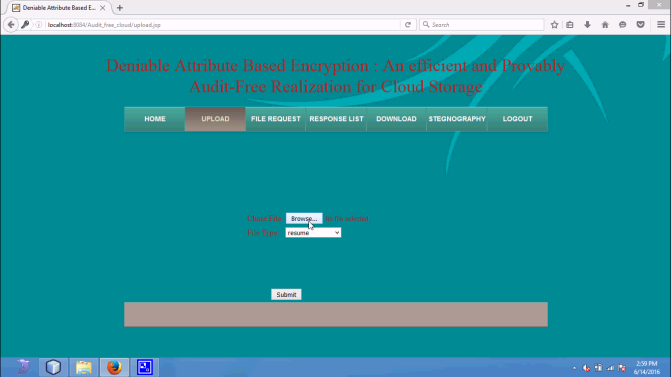 Deniable Attribute Based E...
localhost:8084/Audit_free_cloud/upload.jsp
Search
Deniable Attribute Based Encryption : An efficient and Provably
Audit-Free Realization for Cloud Storage
HOME UPLOAD FILE REQUEST RESPONSE LIST DOWNLOAD STEGNOGRAPHY LOGOUT
Browse... No file selected.
File Type resume
Submit
2:59 PM
6/14/2016